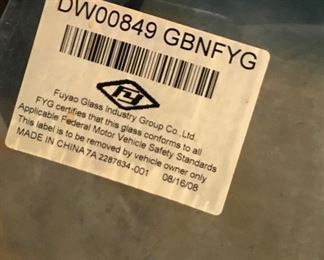 DW00849 GBNFYG
FY
Fuyao Glass Industry Group Co., Ltd.
FYG certifies that this glass conforms to all
Applicable Federal Motor Vehicle Safety Standards
This label is to be removed by vehicle owner only
MADE IN CHINA 7A 2287634-001 08/16/08